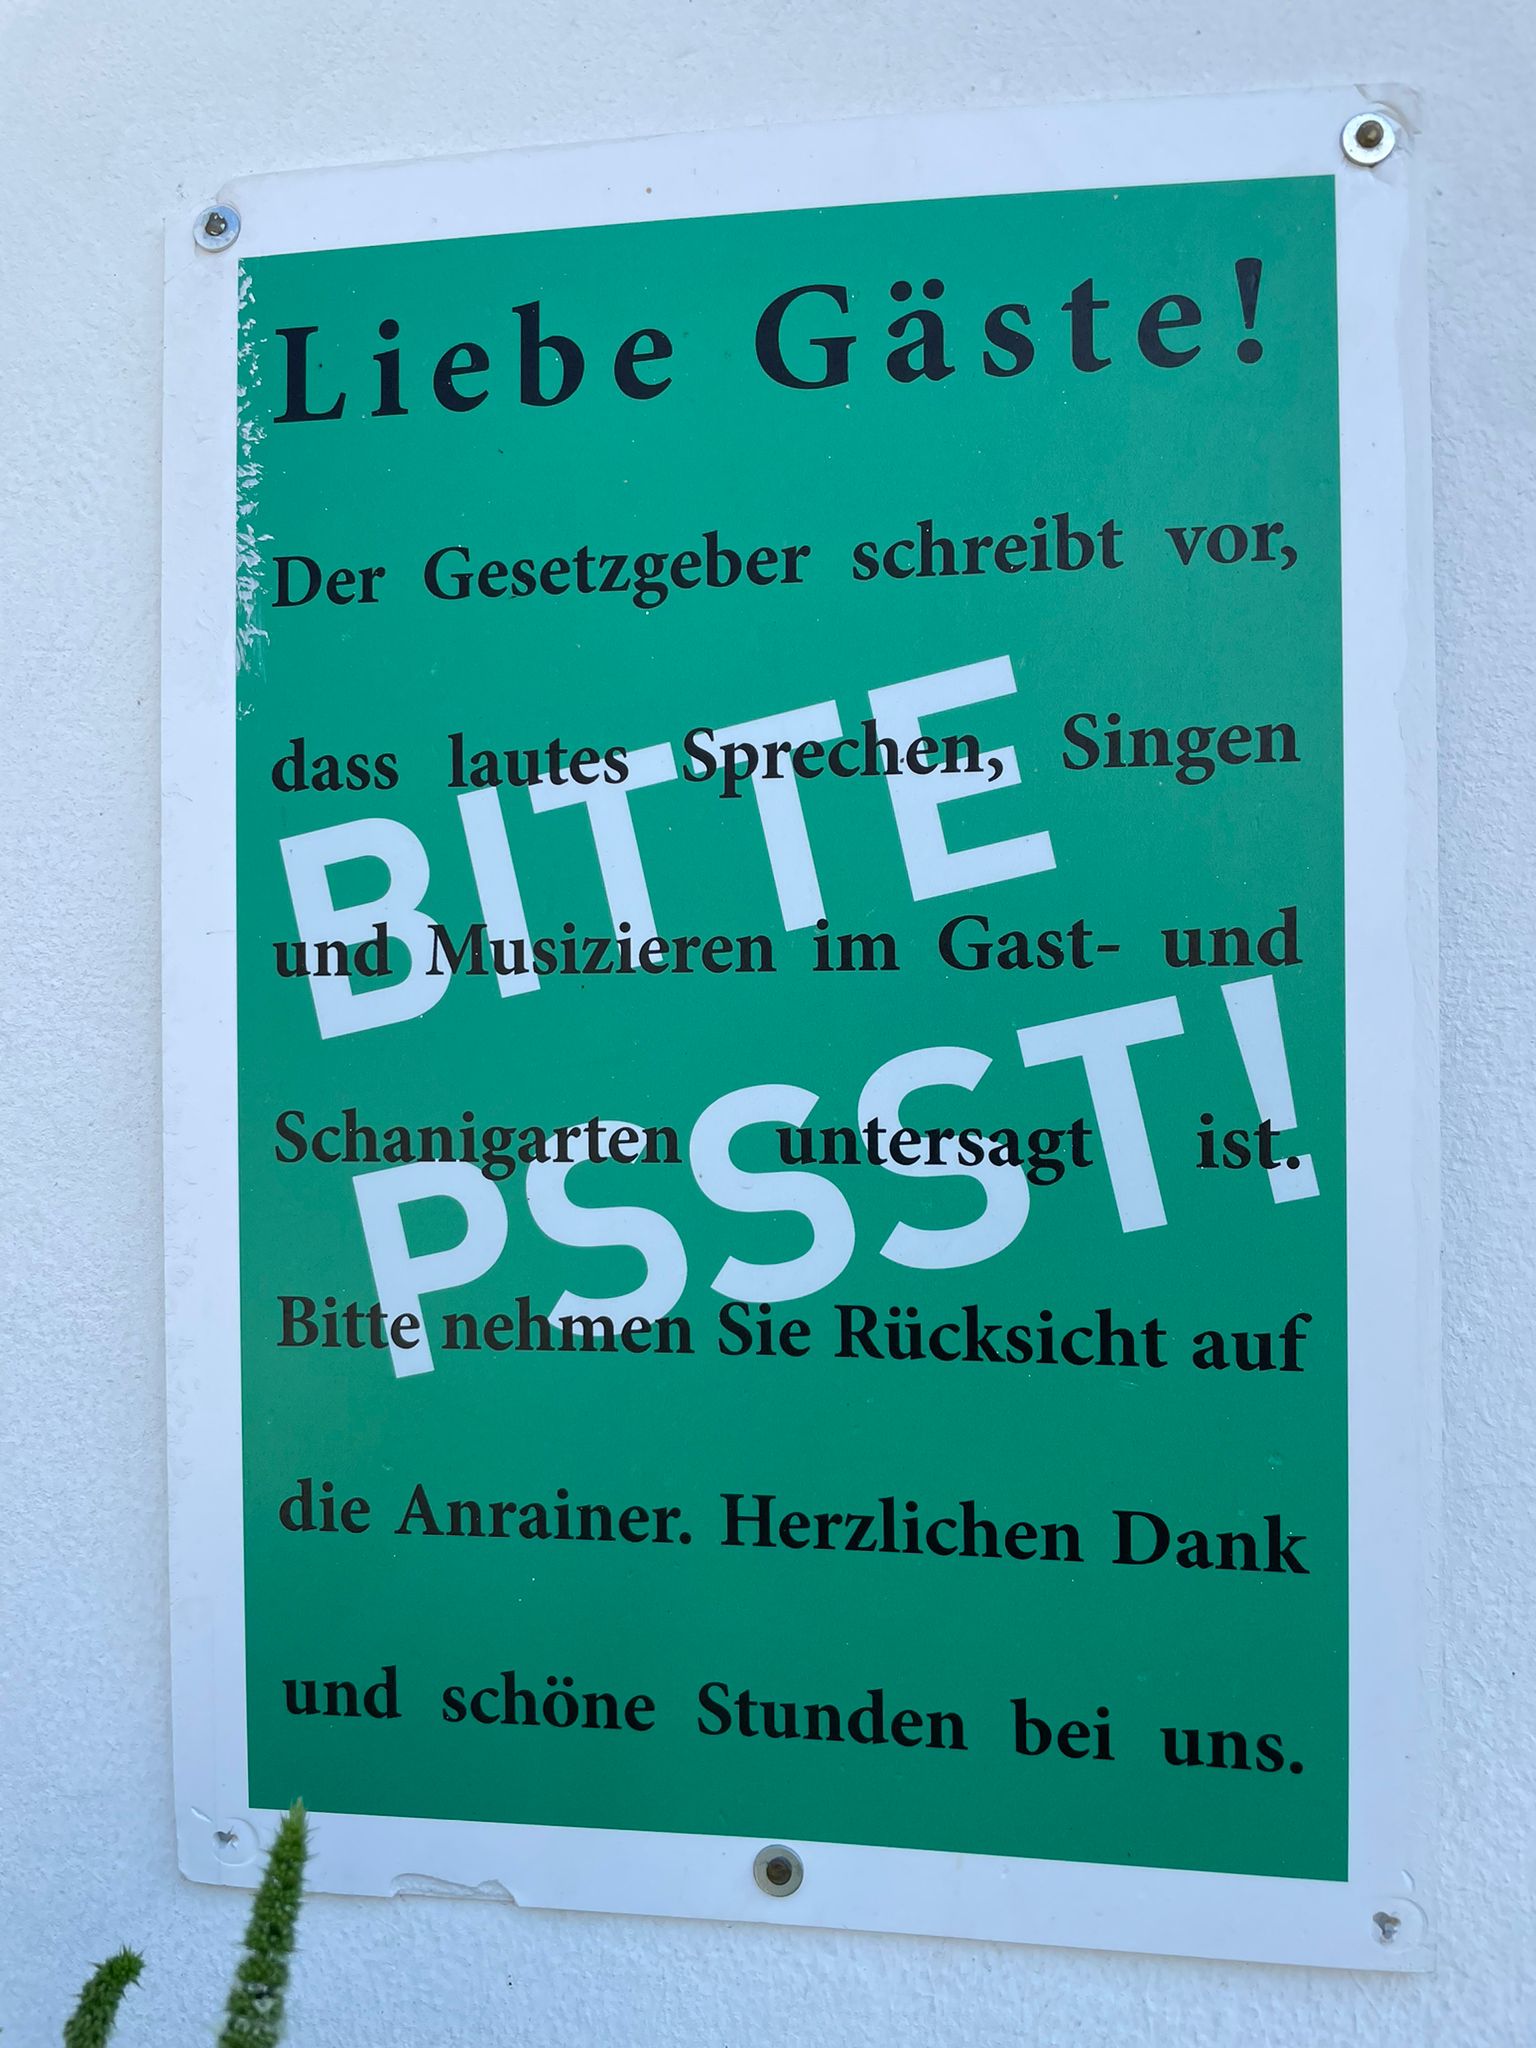 Liebe Gäste!
Der Gesetzgeber schreibt vor,
dass lautes Sprechen, Singen
und Musizieren im Gast- und
Schanigarten untersagt ist.
Bitte nehmen Sie Rücksicht auf
die Anrainer. Herzlichen Dank
und schöne Stunden bei uns.
BITTE
PSSST!